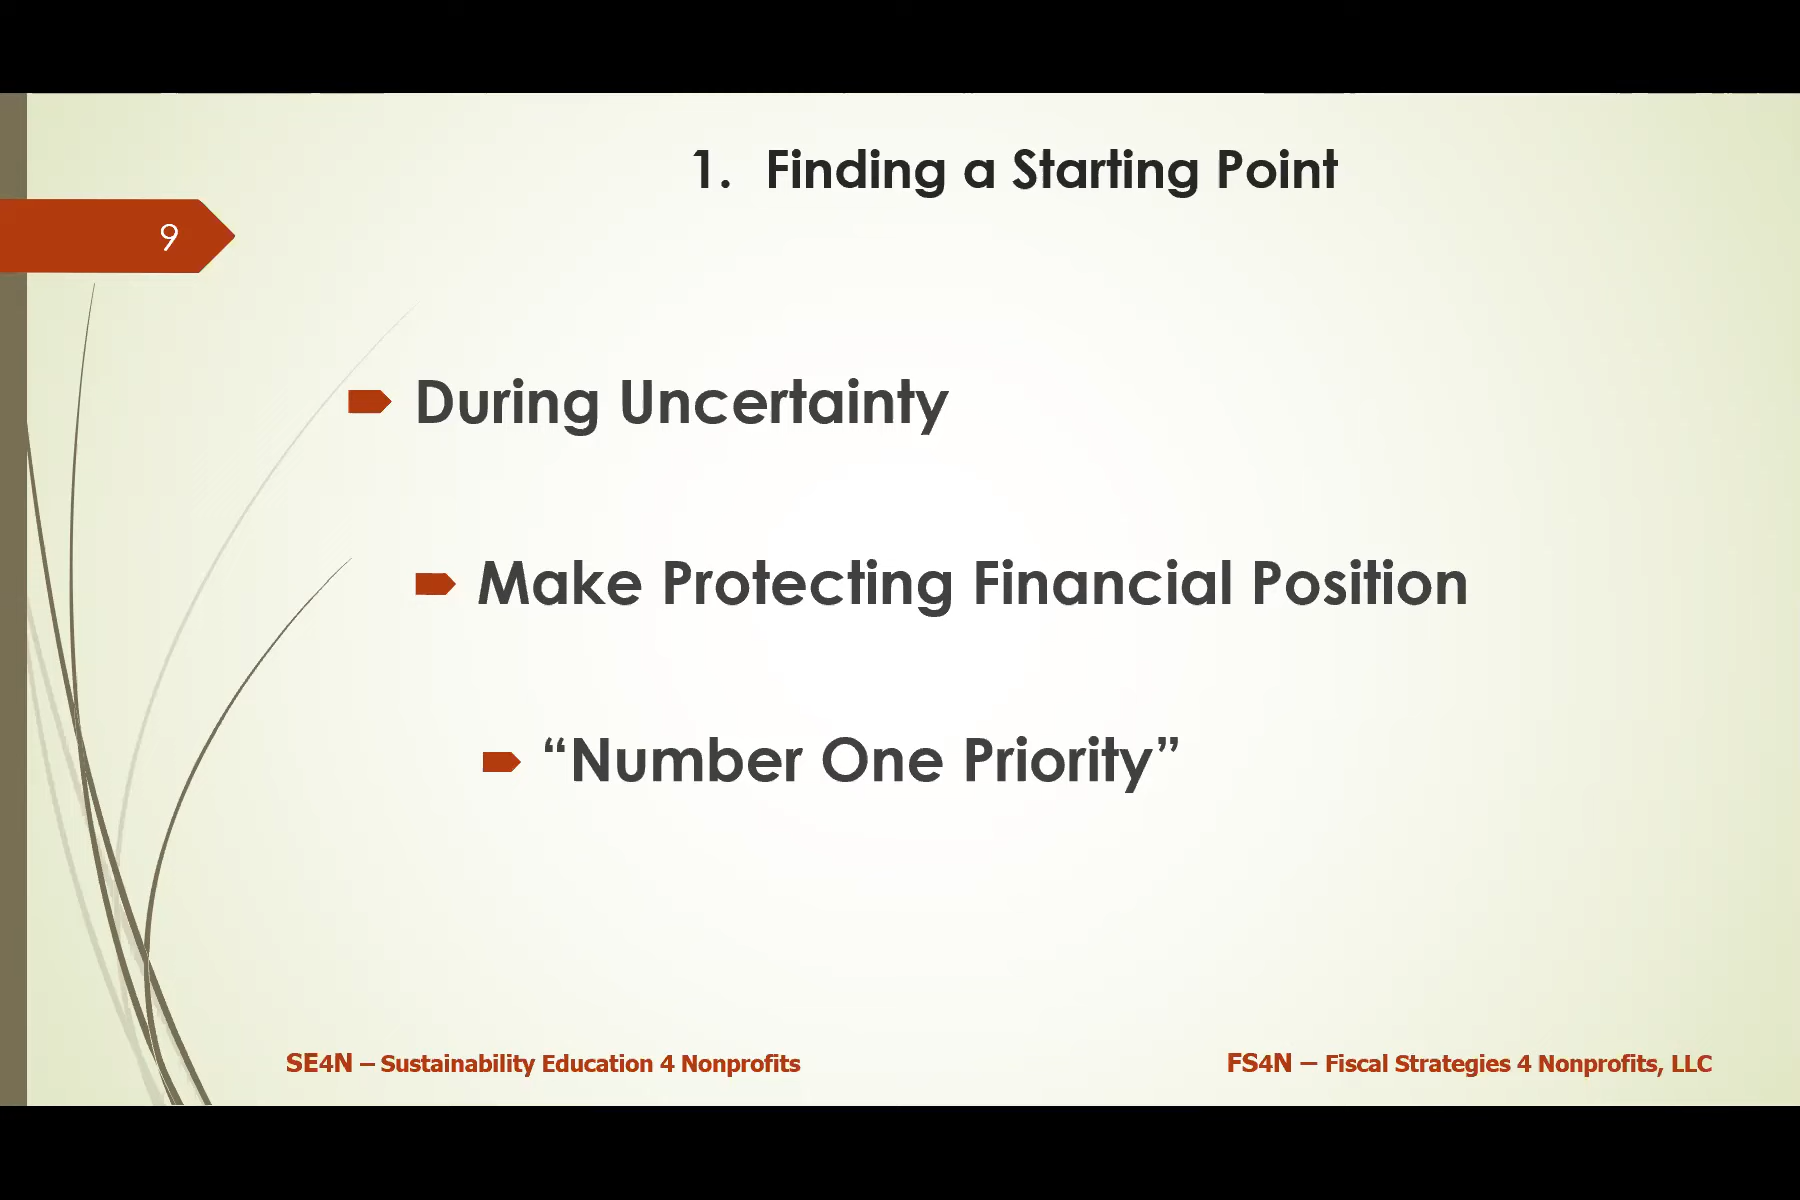 1. Finding a Starting Point
9
During Uncertainty
Make Protecting Financial Position
“Number One Priority”
SE4N – Sustainability Education 4 Nonprofits
FS4N – Fiscal Strategies 4 Nonprofits, LLC